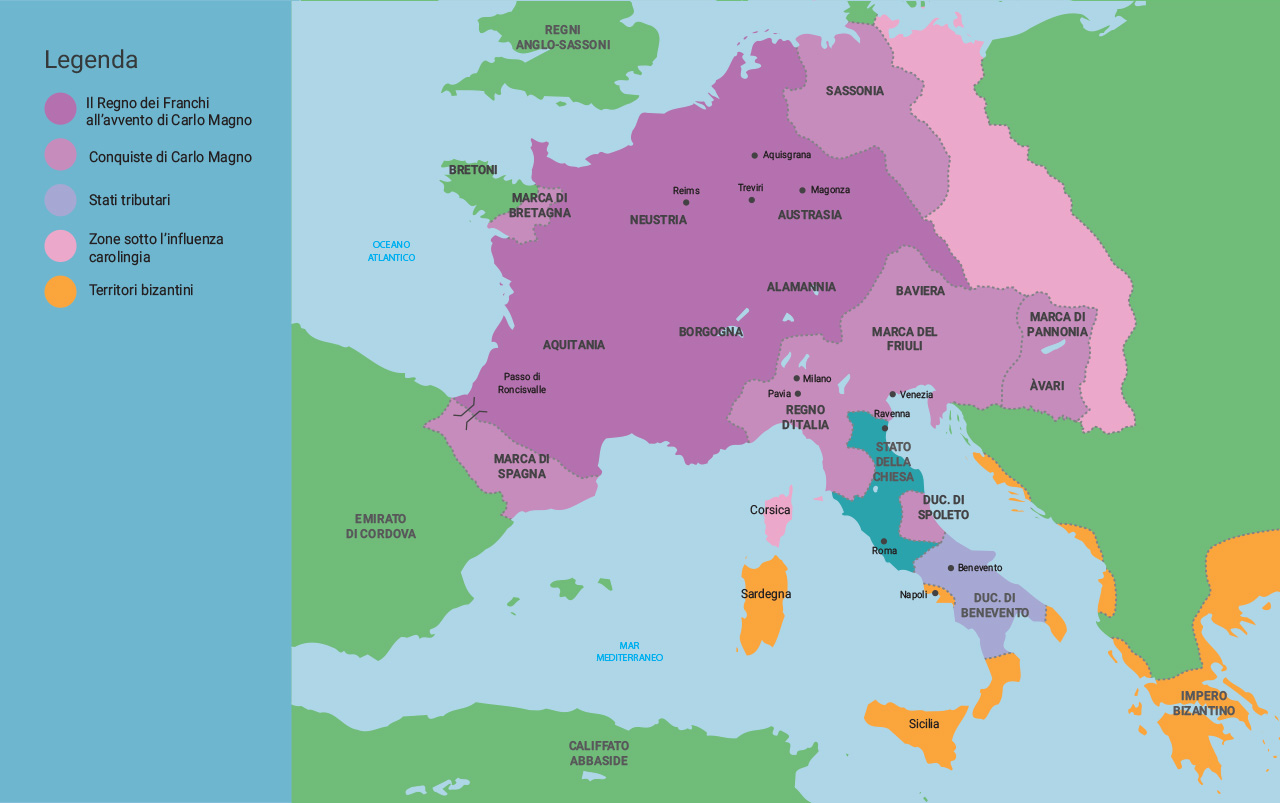 Legenda
Il Regno dei Franchi
all'avvento di Carlo Magno
Conquiste di Carlo Magno
Stati tributari
Zone sotto l'influenza
carolingia
Territori bizantini
REGNI
ANGLO-SASSONI
SASSONIA
Aquisgrana
BRETONI
Reims
Treviri
Magonza
MARCA DI
BRETAGNA
NEUSTRIA
AUSTRASIA
OCEANO
ATLANTICO
ALAMANNIA
BAVIERA
MARCA DI
PANNONIA
BORGOGNA
MARCA DEL
FRIULI
AQUITANIA
Passo di
Roncisvalle
Milano
ÀVARI
Pavia
Venezia
REGNO
D'ITALIA
Ravenna
STATO
DELLA
CHIESA
MARCA DI
SPAGNA
DUC. DI
SPOLETO
Corsica
EMIRATO
DI CORDOVA
Roma
Benevento
Sardegna
Napoli
DUC. DI
BENEVENTO
MAR
MEDITERRANEO
IMPERO
BIZANTINO
Sicilia
CALIFFATO
ABBASIDE